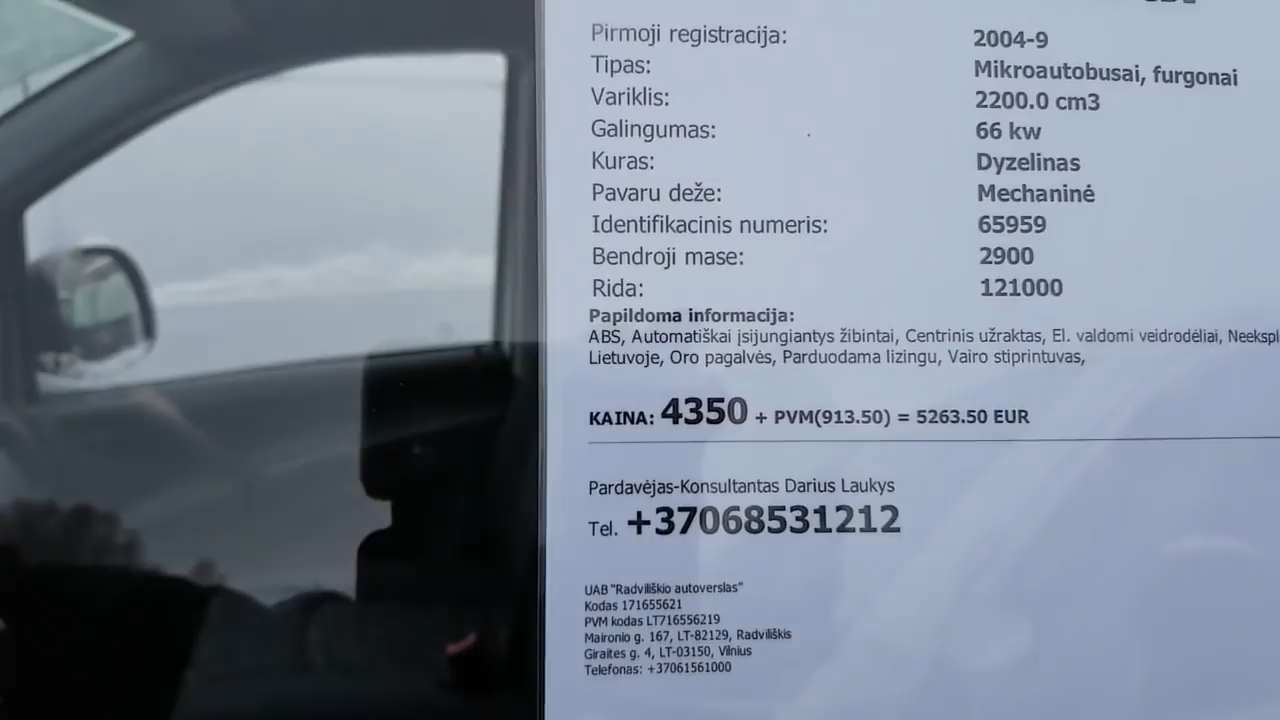 Pirmoji registracija: 2004-9
Tipas: Mikroautobusai, furgonai
Variklis: 2200.0 cm3
Galingumas: 66 kw
Kuras: Dyzelinas
Pavaru deže: Mechaninė
Identifikacinis numeris: 65959
Bendroji mase: 2900
Rida: 121000
Papildoma informacija:
ABS, Automatiškai įsijungiantys žibintai, Centrinis užraktas, El. valdomi veidrodėliai, Neekspl
Lietuvoje, Oro pagalvės, Parduodama lizingu, Vairo stiprintuvas,
KAINA: 4350 + PVM(913.50) = 5263.50 EUR
Pardavėjas-Konsultantas Darius Laukys
Tel. +37068531212
UAB "Radviliškio autoverslas"
Kodas 171655621
PVM kodas LT716556219
Maironio g. 167, LT-82129, Radviliškis
Giraites g. 4, LT-03150, Vilnius
Telefonas: +37061561000